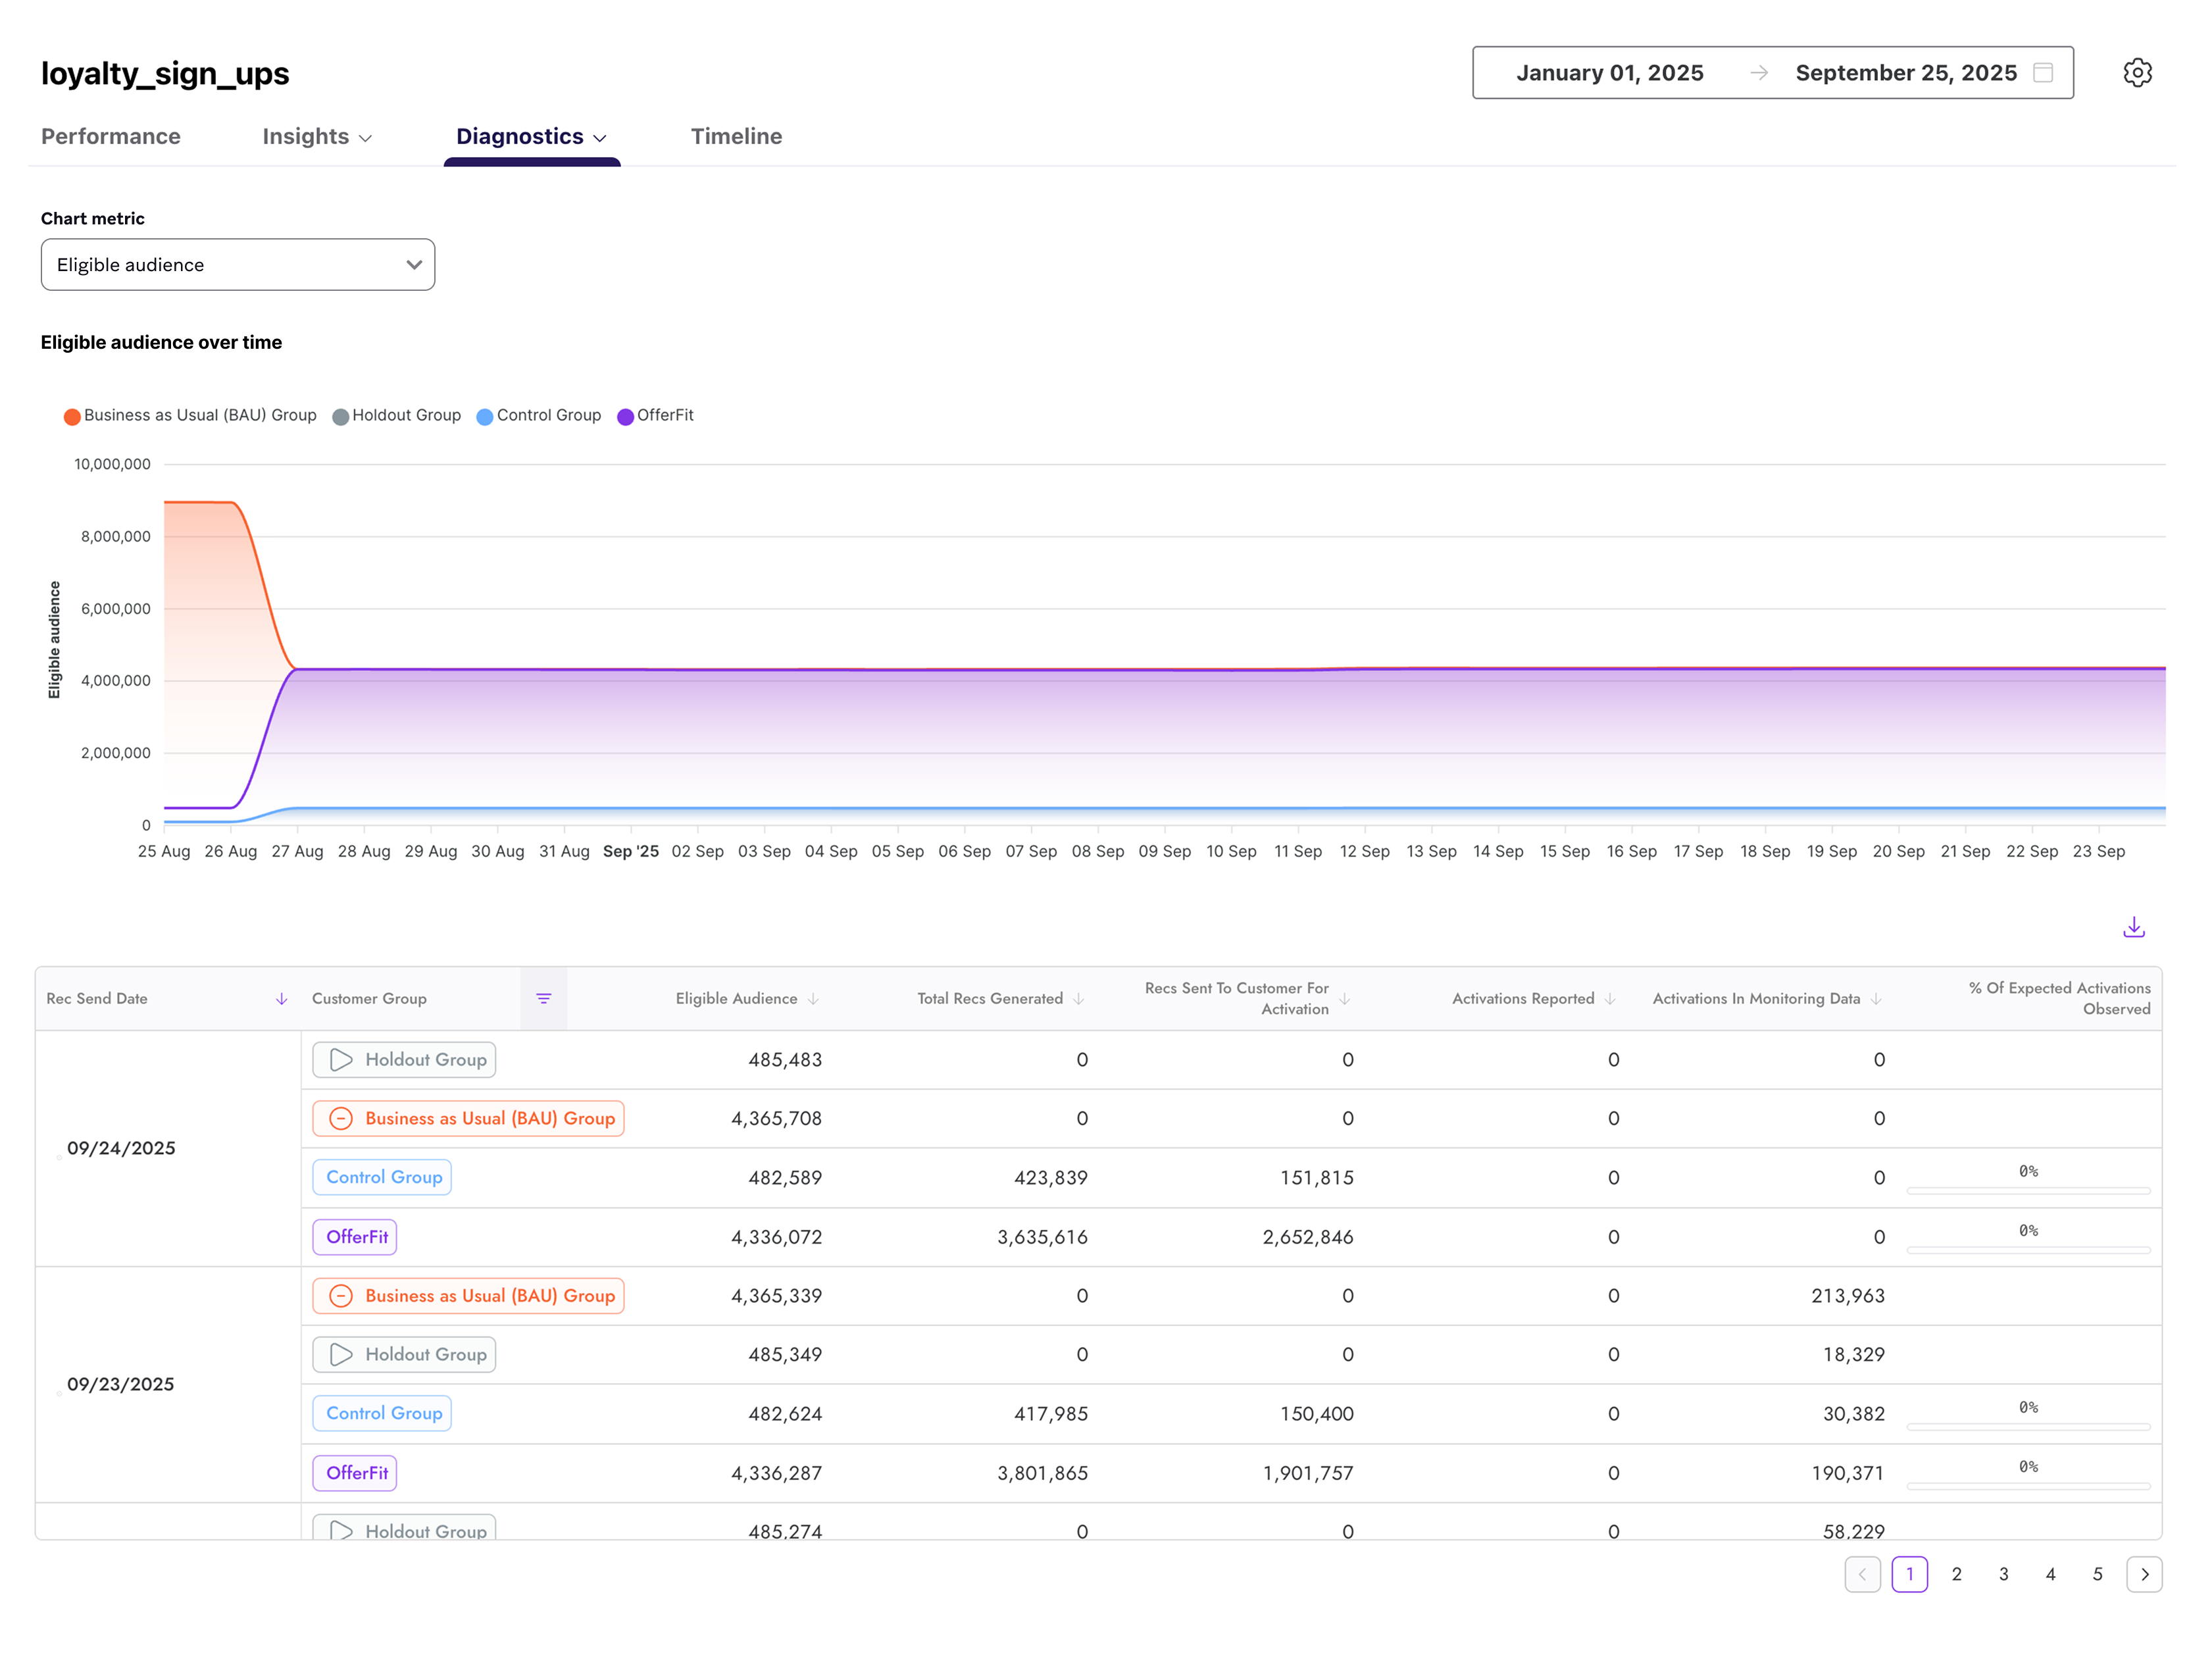 loyalty_sign_ups
January 01, 2025 → September 25, 2025
Performance Insights Diagnostics Timeline
Chart metric
Eligible audience
Eligible audience over time
Business as Usual (BAU) Group Holdout Group Control Group OfferFit
Eligible audience
10,000,000
8,000,000
6,000,000
4,000,000
2,000,000
0
25 Aug 26 Aug 27 Aug 28 Aug 29 Aug 30 Aug 31 Aug Sep '25 02 Sep 03 Sep 04 Sep 05 Sep 06 Sep 07 Sep 08 Sep 09 Sep 10 Sep 11 Sep 12 Sep 13 Sep 14 Sep 15 Sep 16 Sep 17 Sep 18 Sep 19 Sep 20 Sep 21 Sep 22 Sep 23 Sep
Rec Send Date Customer Group Eligible Audience Total Recs Generated Recs Sent To Customer For Activation Activations Reported Activations In Monitoring Data % Of Expected Activations Observed
09/24/2025
Holdout Group 485,483 0 0 0 0
Business as Usual (BAU) Group 4,365,708 0 0 0 0
Control Group 482,589 423,839 151,815 0 0 0%
OfferFit 4,336,072 3,635,616 2,652,846 0 0 0%
09/23/2025
Business as Usual (BAU) Group 4,365,339 0 0 0 213,963
Holdout Group 485,349 0 0 0 18,329
Control Group 482,624 417,985 150,400 0 30,382 0%
OfferFit 4,336,287 3,801,865 1,901,757 0 190,371 0%
Holdout Group 485,274 0 0 0 58,229
1 2 3 4 5